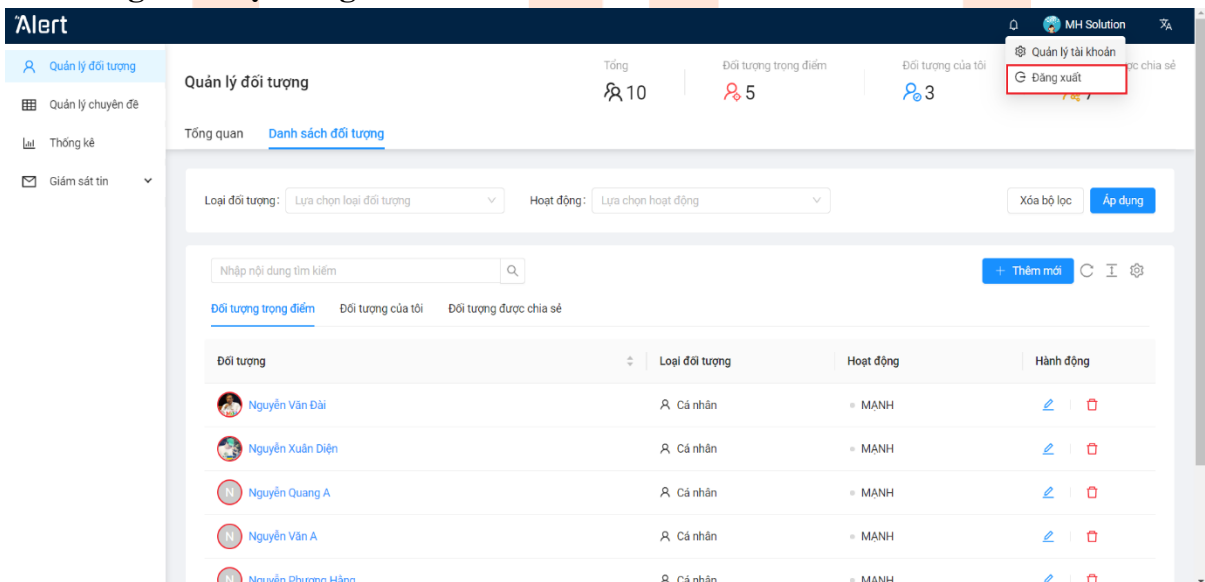 Alert
MH Solution
Quản lý tài khoản
Đăng xuất
Quản lý đối tượng
Quản lý chuyên đề
Thống kê
Giám sát tin
Quản lý đối tượng
Tổng
10
Đối tượng trọng điểm
5
Đối tượng của tôi
3
chia sẻ
Tổng quan Danh sách đối tượng
Loại đối tượng: Lựa chọn loại đối tượng Hoạt động: Lựa chọn hoạt động Xóa bộ lọc Áp dụng
Nhập nội dung tìm kiếm + Thêm mới
Đối tượng trọng điểm Đối tượng của tôi Đối tượng được chia sẻ
Đối tượng Loại đối tượng Hoạt động Hành động
Nguyễn Văn Đài Cá nhân MẠNH
Nguyễn Xuân Diện Cá nhân MẠNH
N Nguyễn Quang A Cá nhân MẠNH
N Nguyễn Văn A Cá nhân MẠNH
Nguyễn Phương Hằng Cá nhân MẠNH